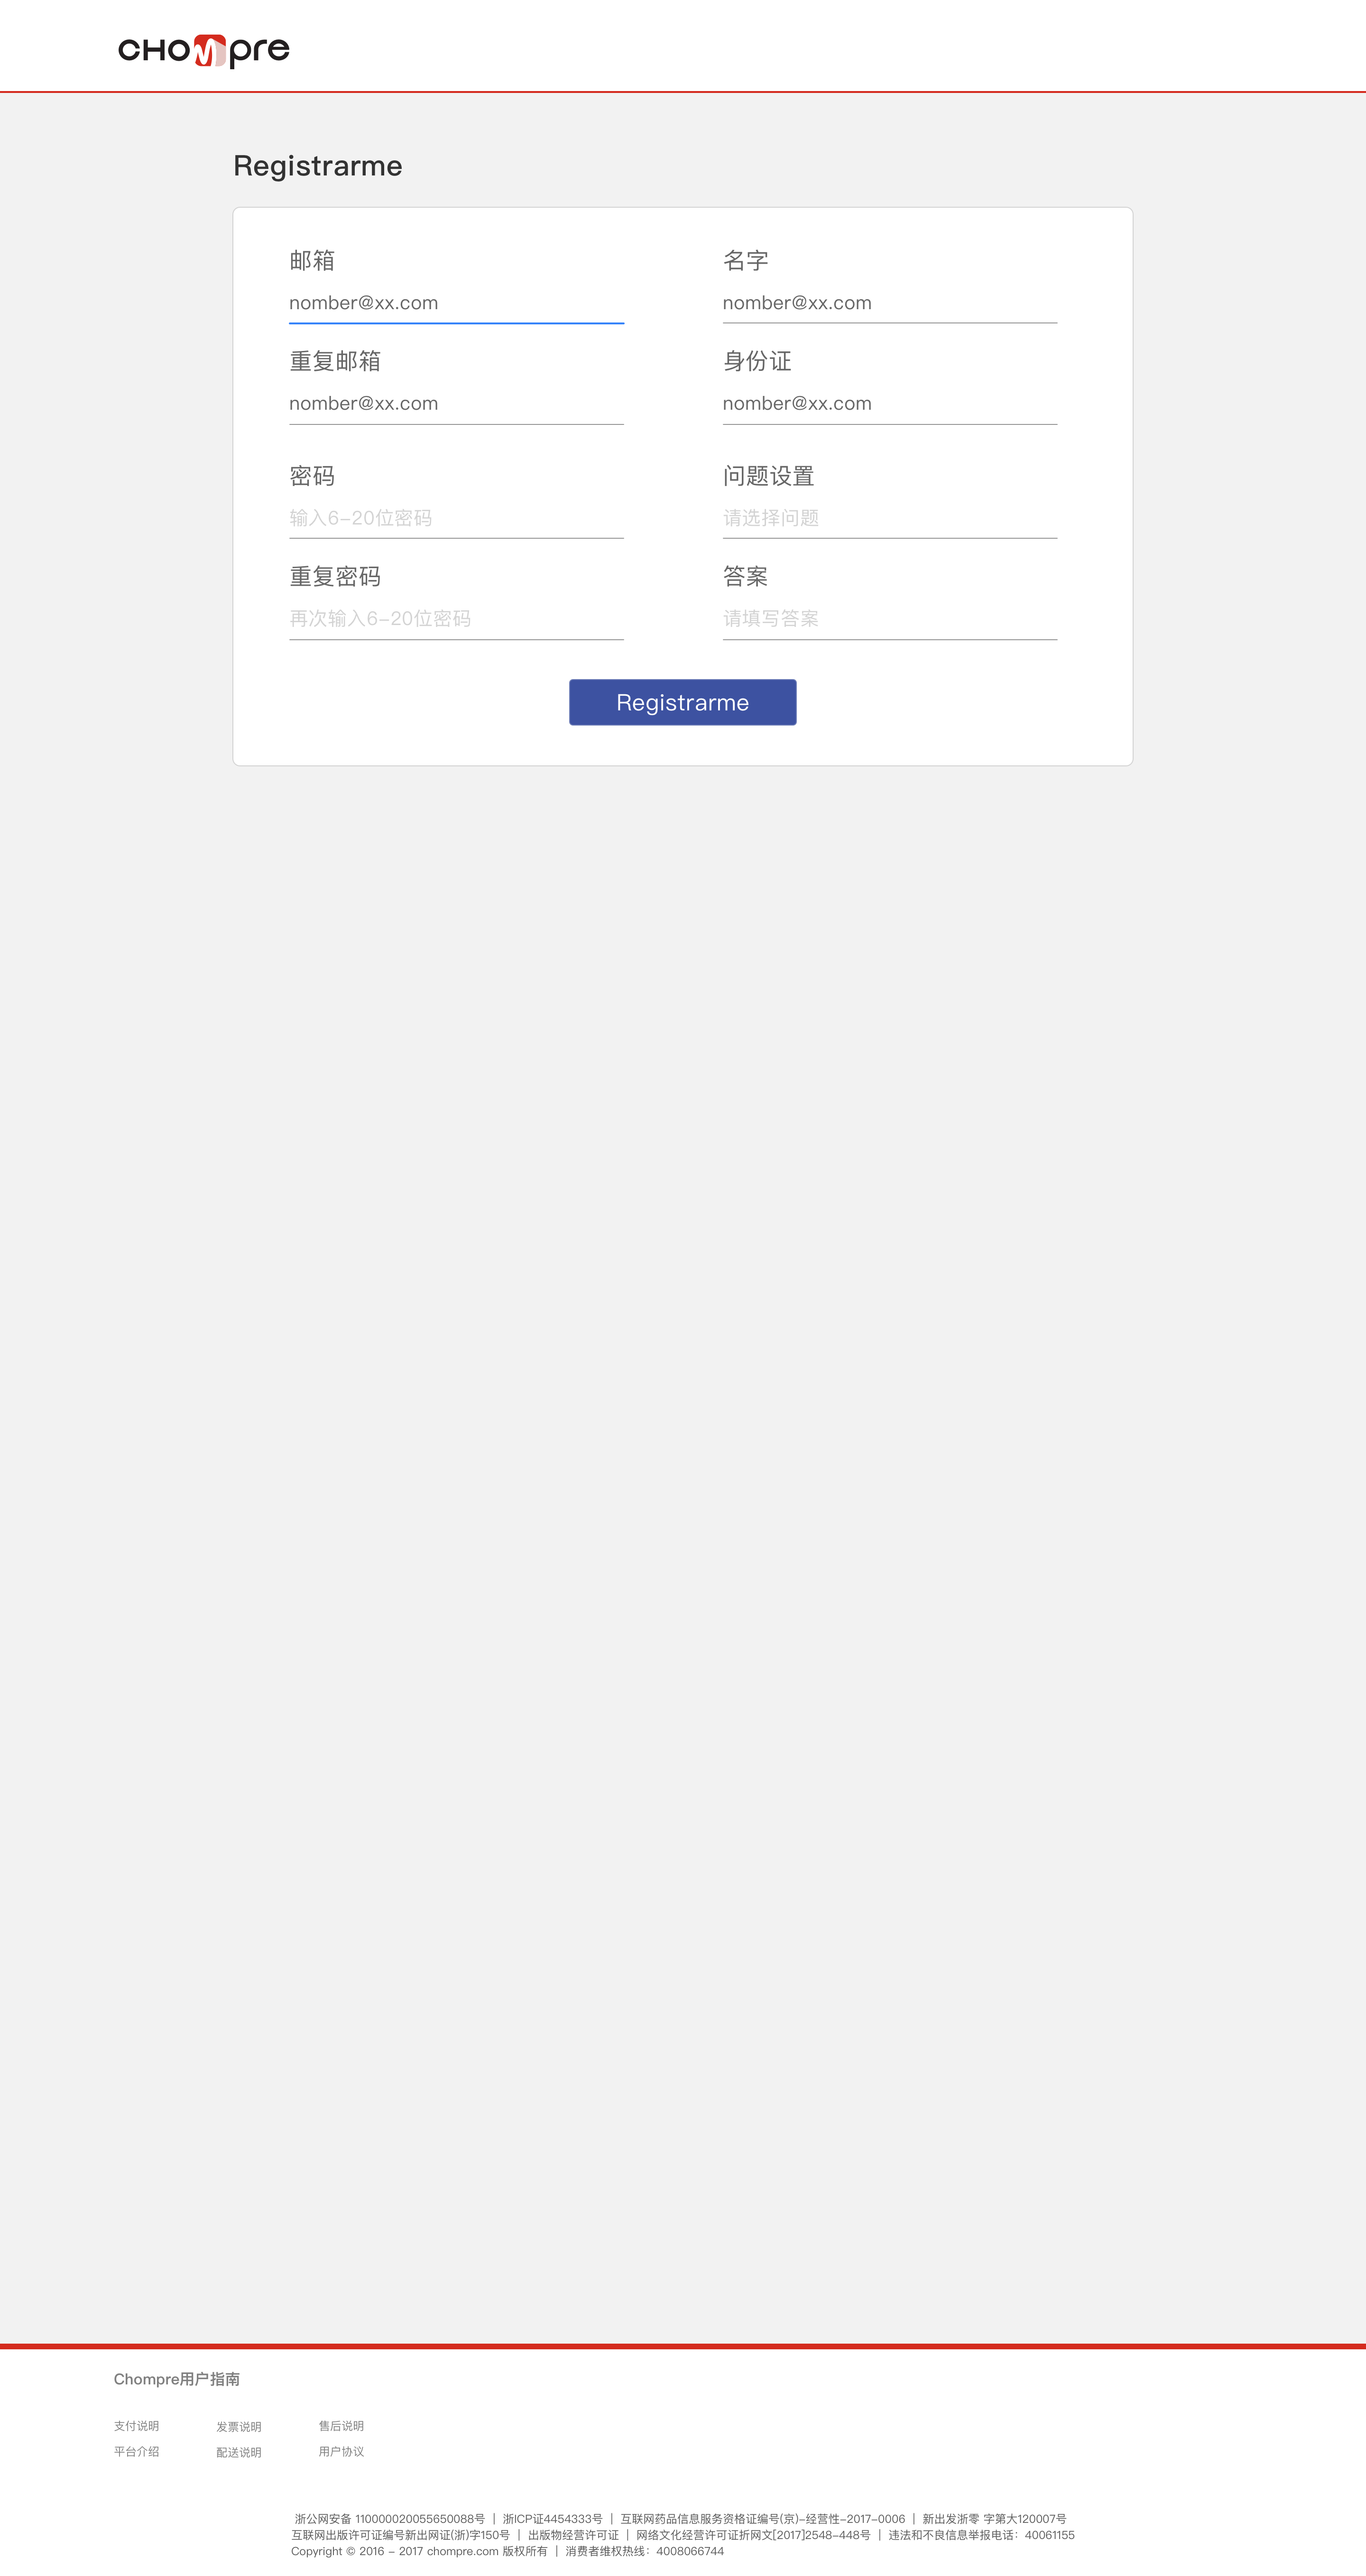 CHOMpre
Registrarme
邮箱
名字
nomber@xx.com
nomber@xx.com
重复邮箱
身份证
nomber@xx.com
nomber@xx.com
密码
问题设置
输入6-20位密码
请选择问题
重复密码
答案
再次输入6-20位密码
请填写答案
Registrarme
Chompre用户指南
支付说明
发票说明
售后说明
平台介绍
配送说明
用户协议
浙公网安备 110000020055650088号 | 浙ICP证4454333号 | 互联网药品信息服务资格证编号(京)-经营性-2017-0006 | 新出发浙零 字第大120007号
互联网出版许可证编号新出网证(浙)字150号 | 出版物经营许可证 | 网络文化经营许可证折网文[2017]2548-448号 | 违法和不良信息举报电话：40061155
Copyright © 2016 - 2017 chompre.com 版权所有 | 消费者维权热线：4008066744